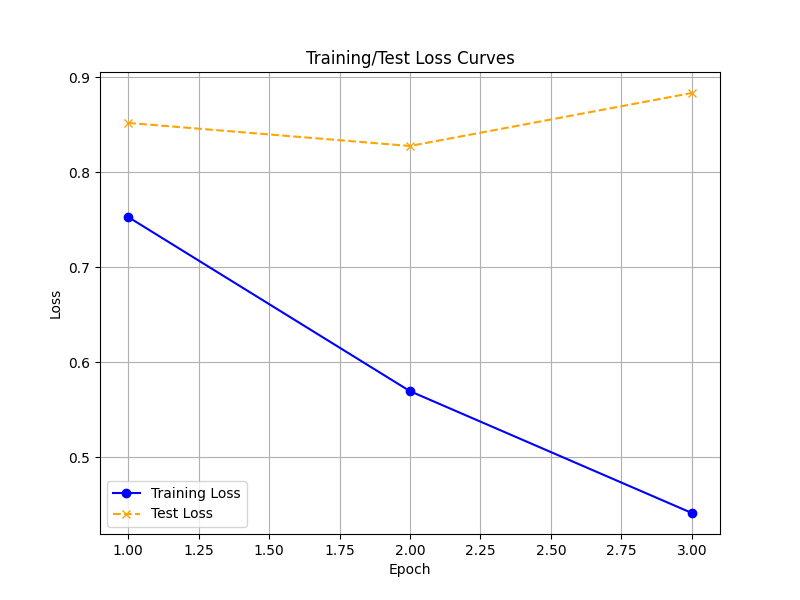 Training/Test Loss Curves
0.9
0.8
0.7
0.6
0.5
Loss
Training Loss
Test Loss
1.00 1.25 1.50 1.75 2.00 2.25 2.50 2.75 3.00
Epoch